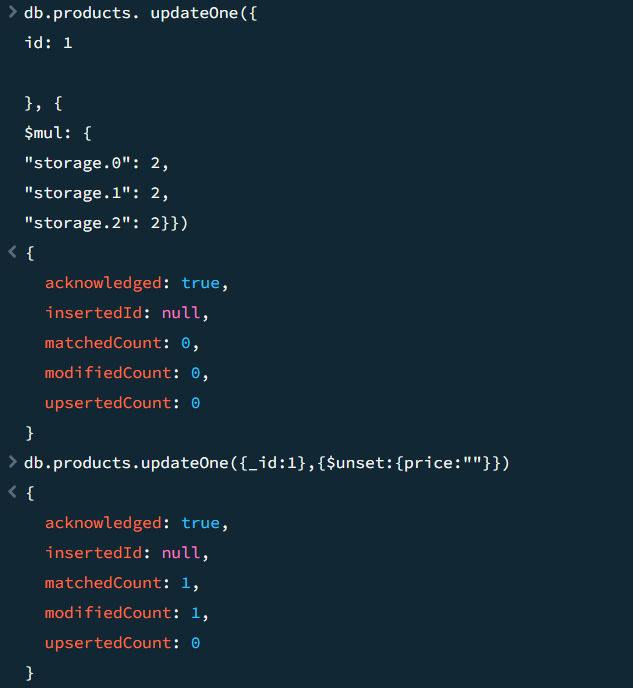 > db.products. updateOne({
id: 1
}, {
$mul: {
"storage.0": 2,
"storage.1": 2,
"storage.2": 2}})
< {
acknowledged: true,
insertedId: null,
matchedCount: 0,
modifiedCount: 0,
upsertedCount: 0
}
> db.products.updateOne({_id:1},{$unset:{price:""}})
< {
acknowledged: true,
insertedId: null,
matchedCount: 1,
modifiedCount: 1,
upsertedCount: 0
}